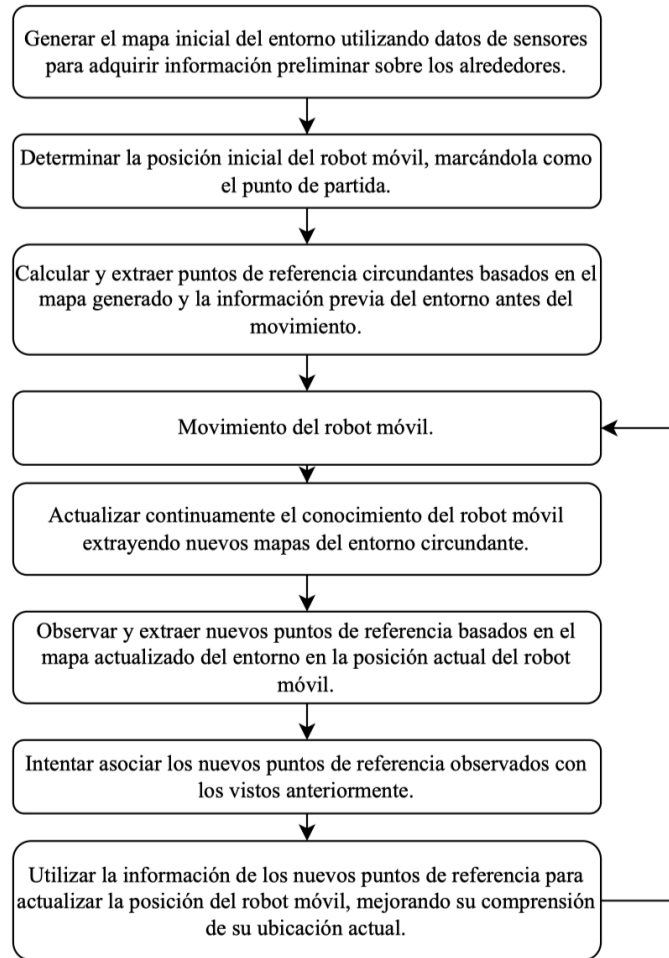 Generar el mapa inicial del entorno utilizando datos de sensores
para adquirir información preliminar sobre los alrededores.
Determinar la posición inicial del robot móvil, marcándola como
el punto de partida.
Calcular y extraer puntos de referencia circundantes basados en el
mapa generado y la información previa del entorno antes del
movimiento.
Movimiento del robot móvil.
Actualizar continuamente el conocimiento del robot móvil
extrayendo nuevos mapas del entorno circundante.
Observar y extraer nuevos puntos de referencia basados en el
mapa actualizado del entorno en la posición actual del robot
móvil.
Intentar asociar los nuevos puntos de referencia observados con
los vistos anteriormente.
Utilizar la información de los nuevos puntos de referencia para
actualizar la posición del robot móvil, mejorando su comprensión
de su ubicación actual.